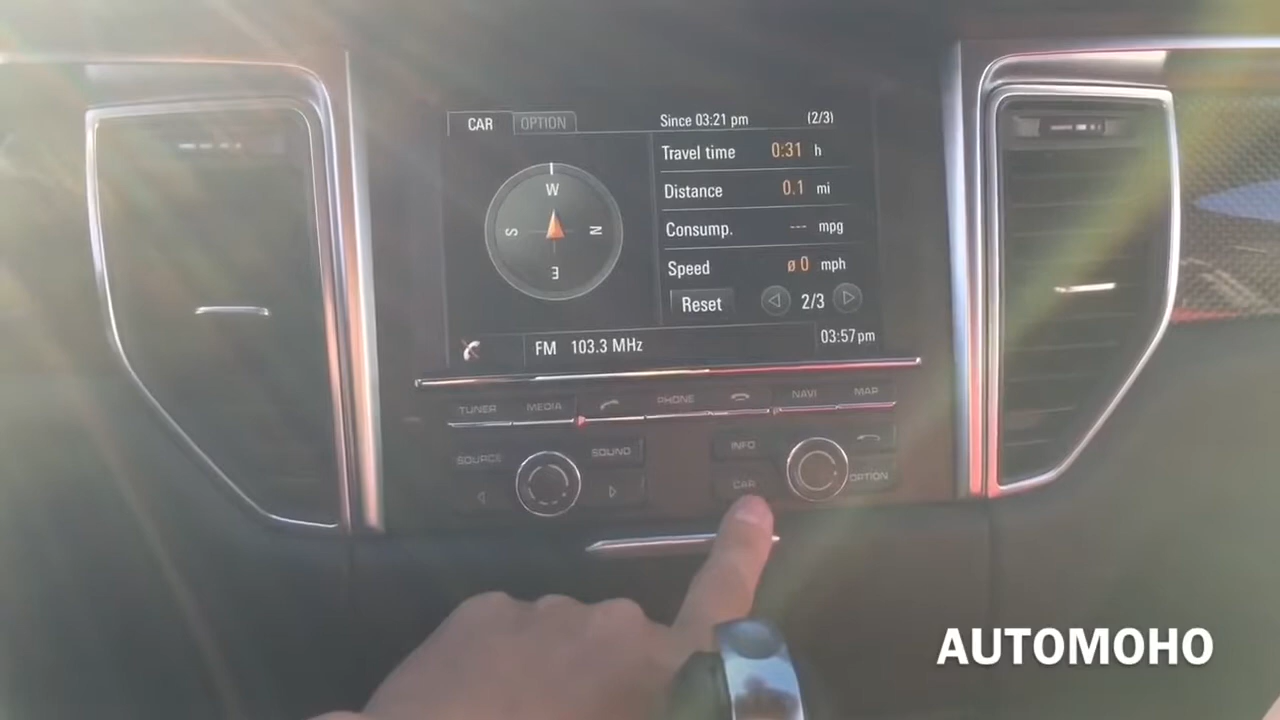 CAR OPTION Since 03:21 pm (2/3)
Travel time 0:31 h
W
Distance 0.1 mi
S N
Consump. --- mpg
E
Speed ø 0 mph
Reset 2/3
FM 103.3 MHz 03:57 pm
TUNER MEDIA PHONE NAVI MAP
SOURCE SOUND INFO
CAR OPTION
AUTOMOHO